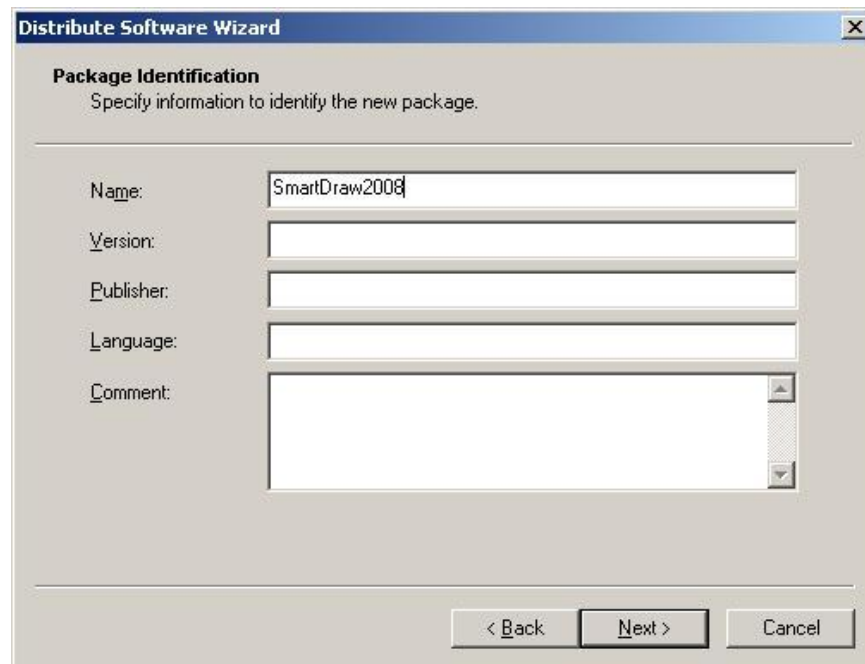 Distribute Software Wizard
Package Identification
Specify information to identify the new package.
Name: SmartDraw2008
Version:
Publisher:
Language:
Comment:
< Back Next > Cancel